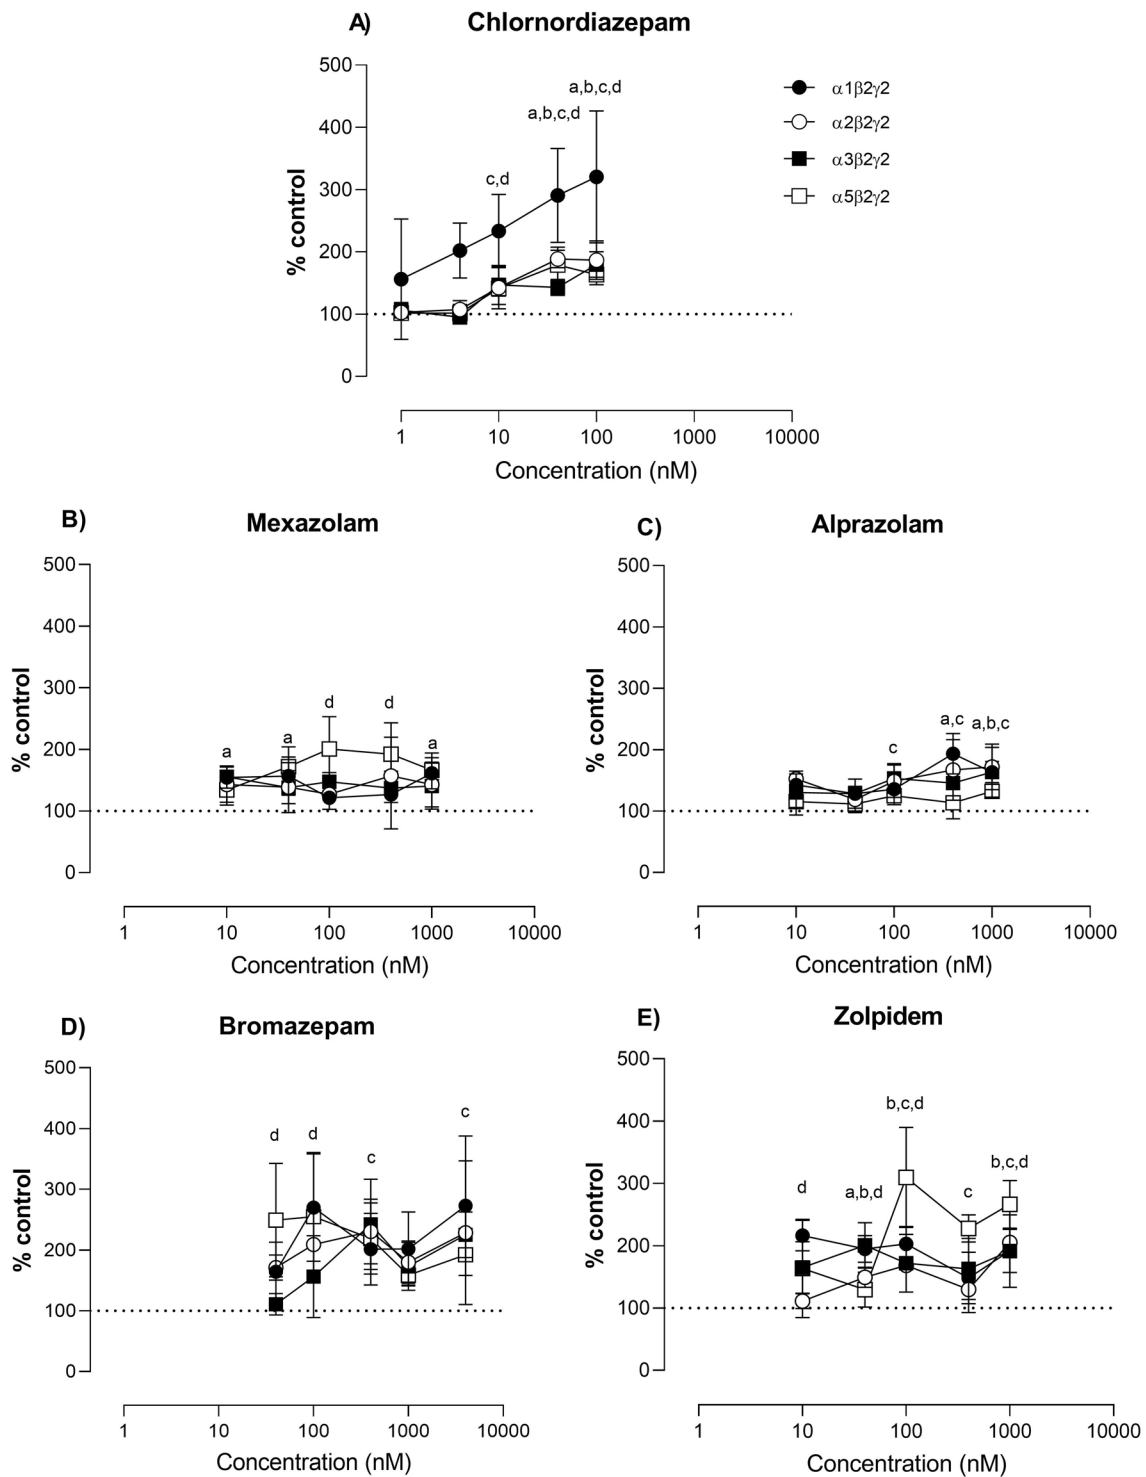 A) Chlornordiazepam
500
400
300
200
100
0
% control
a,b,c,d
a,b,c,d
c,d
α1β2γ2
α2β2γ2
α3β2γ2
α5β2γ2
1 10 100 1000 10000
Concentration (nM)
B) Mexazolam
500
400
300
200
100
0
% control
a a d d a
1 10 100 1000 10000
Concentration (nM)
C) Alprazolam
500
400
300
200
100
0
% control
c a,c a,b,c
1 10 100 1000 10000
Concentration (nM)
D) Bromazepam
500
400
300
200
100
0
% control
d d c c
1 10 100 1000 10000
Concentration (nM)
E) Zolpidem
500
400
300
200
100
0
% control
d a,b,d b,c,d c b,c,d
1 10 100 1000 10000
Concentration (nM)